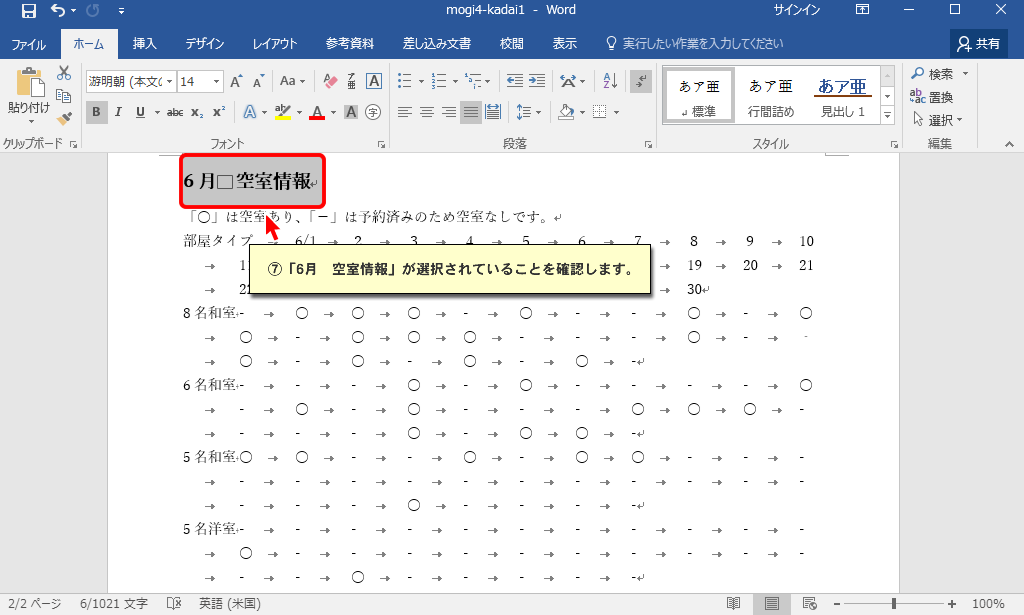 mogi4-kadai1 - Word
サインイン
ファイル ホーム 挿入 デザイン レイアウト 参考資料 差し込み文書 校閲 表示 実行したい作業を入力してください 共有
貼り付け
游明朝 (本文( 14 A A Aa 亜 A
B I U abc x₂ x² A A A 字
あア亜 あア亜 あア亜
↲ 標準 行間詰め 見出し 1
検索
置換
選択
クリップボード フォント 段落 スタイル 編集
6 月□空室情報↲
「〇」は空室あり、「－」は予約済みのため空室なしです。↲
部屋タイプ → 6/1 → 2 → 3 → 4 → 5 → 6 → 7 → 8 → 9 → 10
→ 19 → 20 → 21
→ 22 → 30↲
⑦「6月　空室情報」が選択されていることを確認します。
8 名和室 - → 〇 → 〇 → 〇 → - → 〇 → - → - → 〇 → - → 〇
→ 〇 → 〇 → 〇 → 〇 → - → - → - → 〇 → - → -
→ 〇 → - → 〇 → - → 〇 → - → 〇 → -↲
6 名和室 - → - → - → 〇 → - → 〇 → - → - → - → - → 〇
→ - → 〇 → - → 〇 → - → - → - → 〇 → 〇 → 〇 → -
→ - → - → - → 〇 → - → 〇 → 〇 → -↲
5 名和室 〇 → 〇 → - → - → 〇 → - → 〇 → 〇 → - → - → -
→ - → - → - → - → - → - → - → - → - → - → -
→ - → - → - → 〇 → - → - → - → -↲
5 名洋室 - → - → - → - → - → - → - → - → - → - → -
→ 〇 → - → - → - → - → - → - → - → - → - → -
→ - → - → 〇 → - → - → - → - → -↲
2/2 ページ 6/1021 文字 英語 (米国) 100%